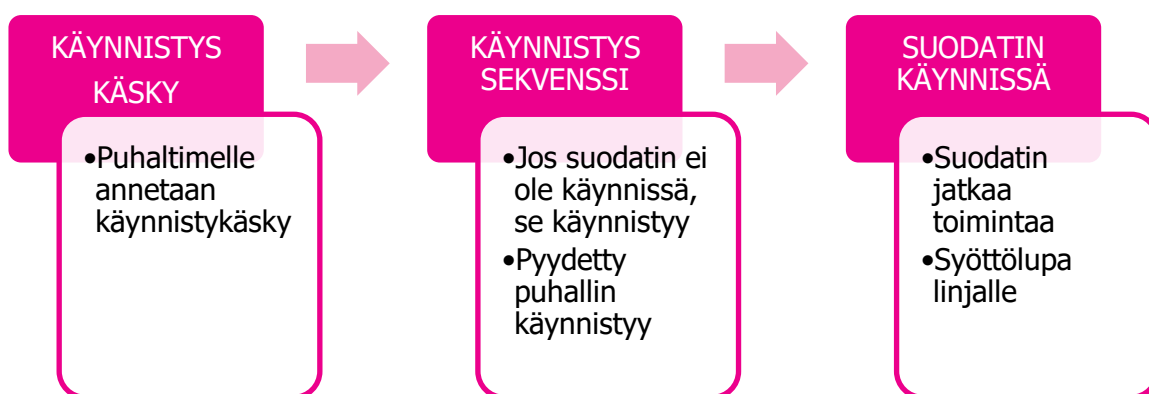 KÄYNNISTYS
KÄSKY
•Puhaltimelle
annetaan
käynnistykäsky
KÄYNNISTYS
SEKVENSSI
•Jos suodatin ei
ole käynnissä,
se käynnistyy
•Pyydetty
puhallin
käynnistyy
SUODATIN
KÄYNNISSÄ
•Suodatin
jatkaa
toimintaa
•Syöttölupa
linjalle